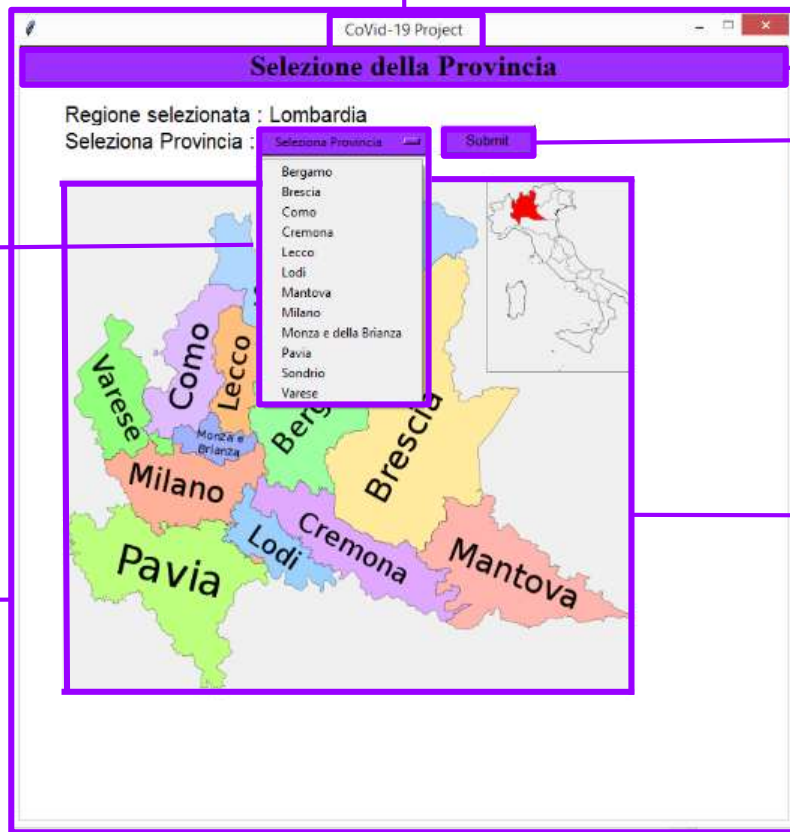 CoVid-19 Project
Selezione della Provincia
Regione selezionata : Lombardia
Seleziona Provincia :
Seleziona Provincia
Submit
Bergamo
Brescia
Como
Cremona
Lecco
Lodi
Mantova
Milano
Monza e della Brianza
Pavia
Sondrio
Varese
Varese
Como
Lecco
Monza e
Brianza
Milano
Berg
Brescia
Pavia
Lodi
Cremona
Mantova